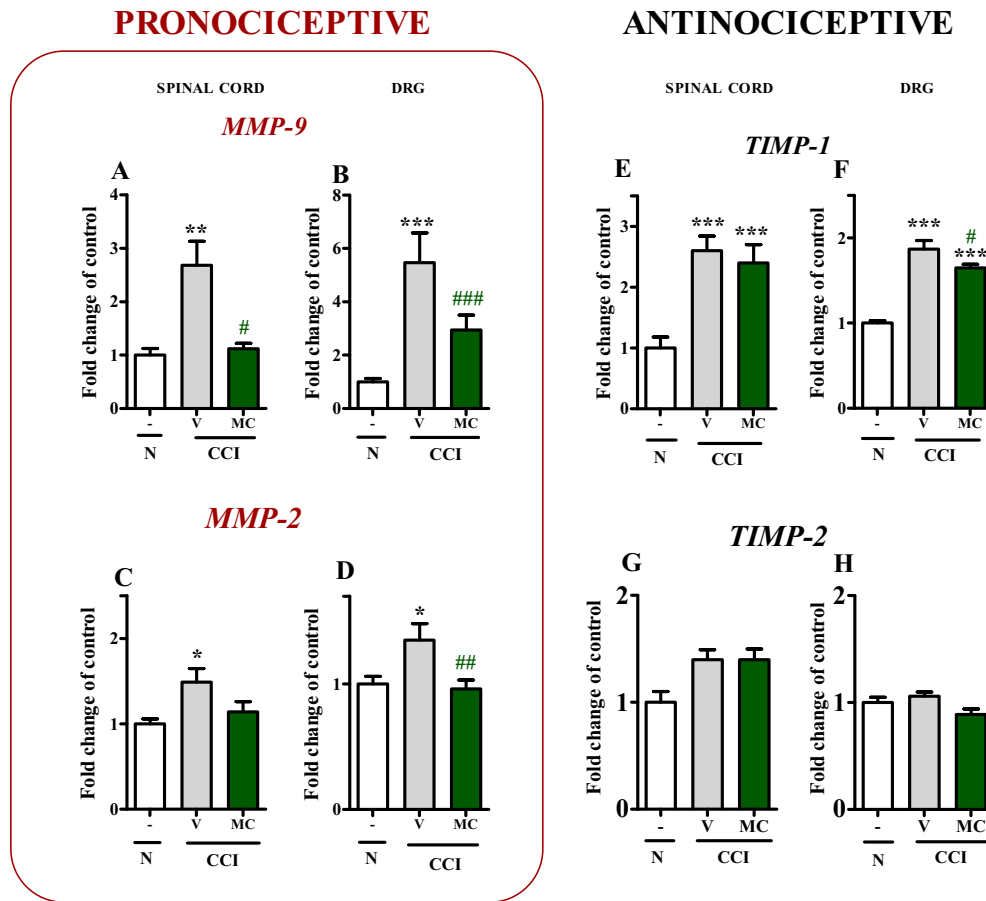 PRONOCICEPTIVE ANTINOCICEPTIVE
SPINAL CORD DRG SPINAL CORD DRG
MMP-9 TIMP-1
A B E F
Fold change of control
4
3
2
1
0
**
#
- V MC
N CCI
Fold change of control
8
6
4
2
0
***
###
- V MC
N CCI
Fold change of control
3
2
1
0
*** ***
- V MC
N CCI
Fold change of control
2
1
0
***
#
***
- V MC
N CCI
MMP-2 TIMP-2
C D G H
Fold change of control
2
1
0
*
- V MC
N CCI
Fold change of control
1
0
*
##
- V MC
N CCI
Fold change of control
2
1
0
- V MC
N CCI
Fold change of control
2
1
0
- V MC
N CCI